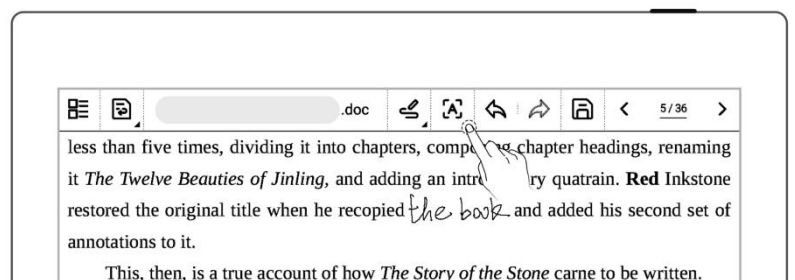 .doc
A
5/36
less than five times, dividing it into chapters, chapter headings, renaming
it The Twelve Beauties of Jinling, and adding an quatrain. Red Inkstone
restored the original title when he recopied the book and added his second set of
annotations to it.
This, then, is a true account of how The Story of the Stone carne to be written.